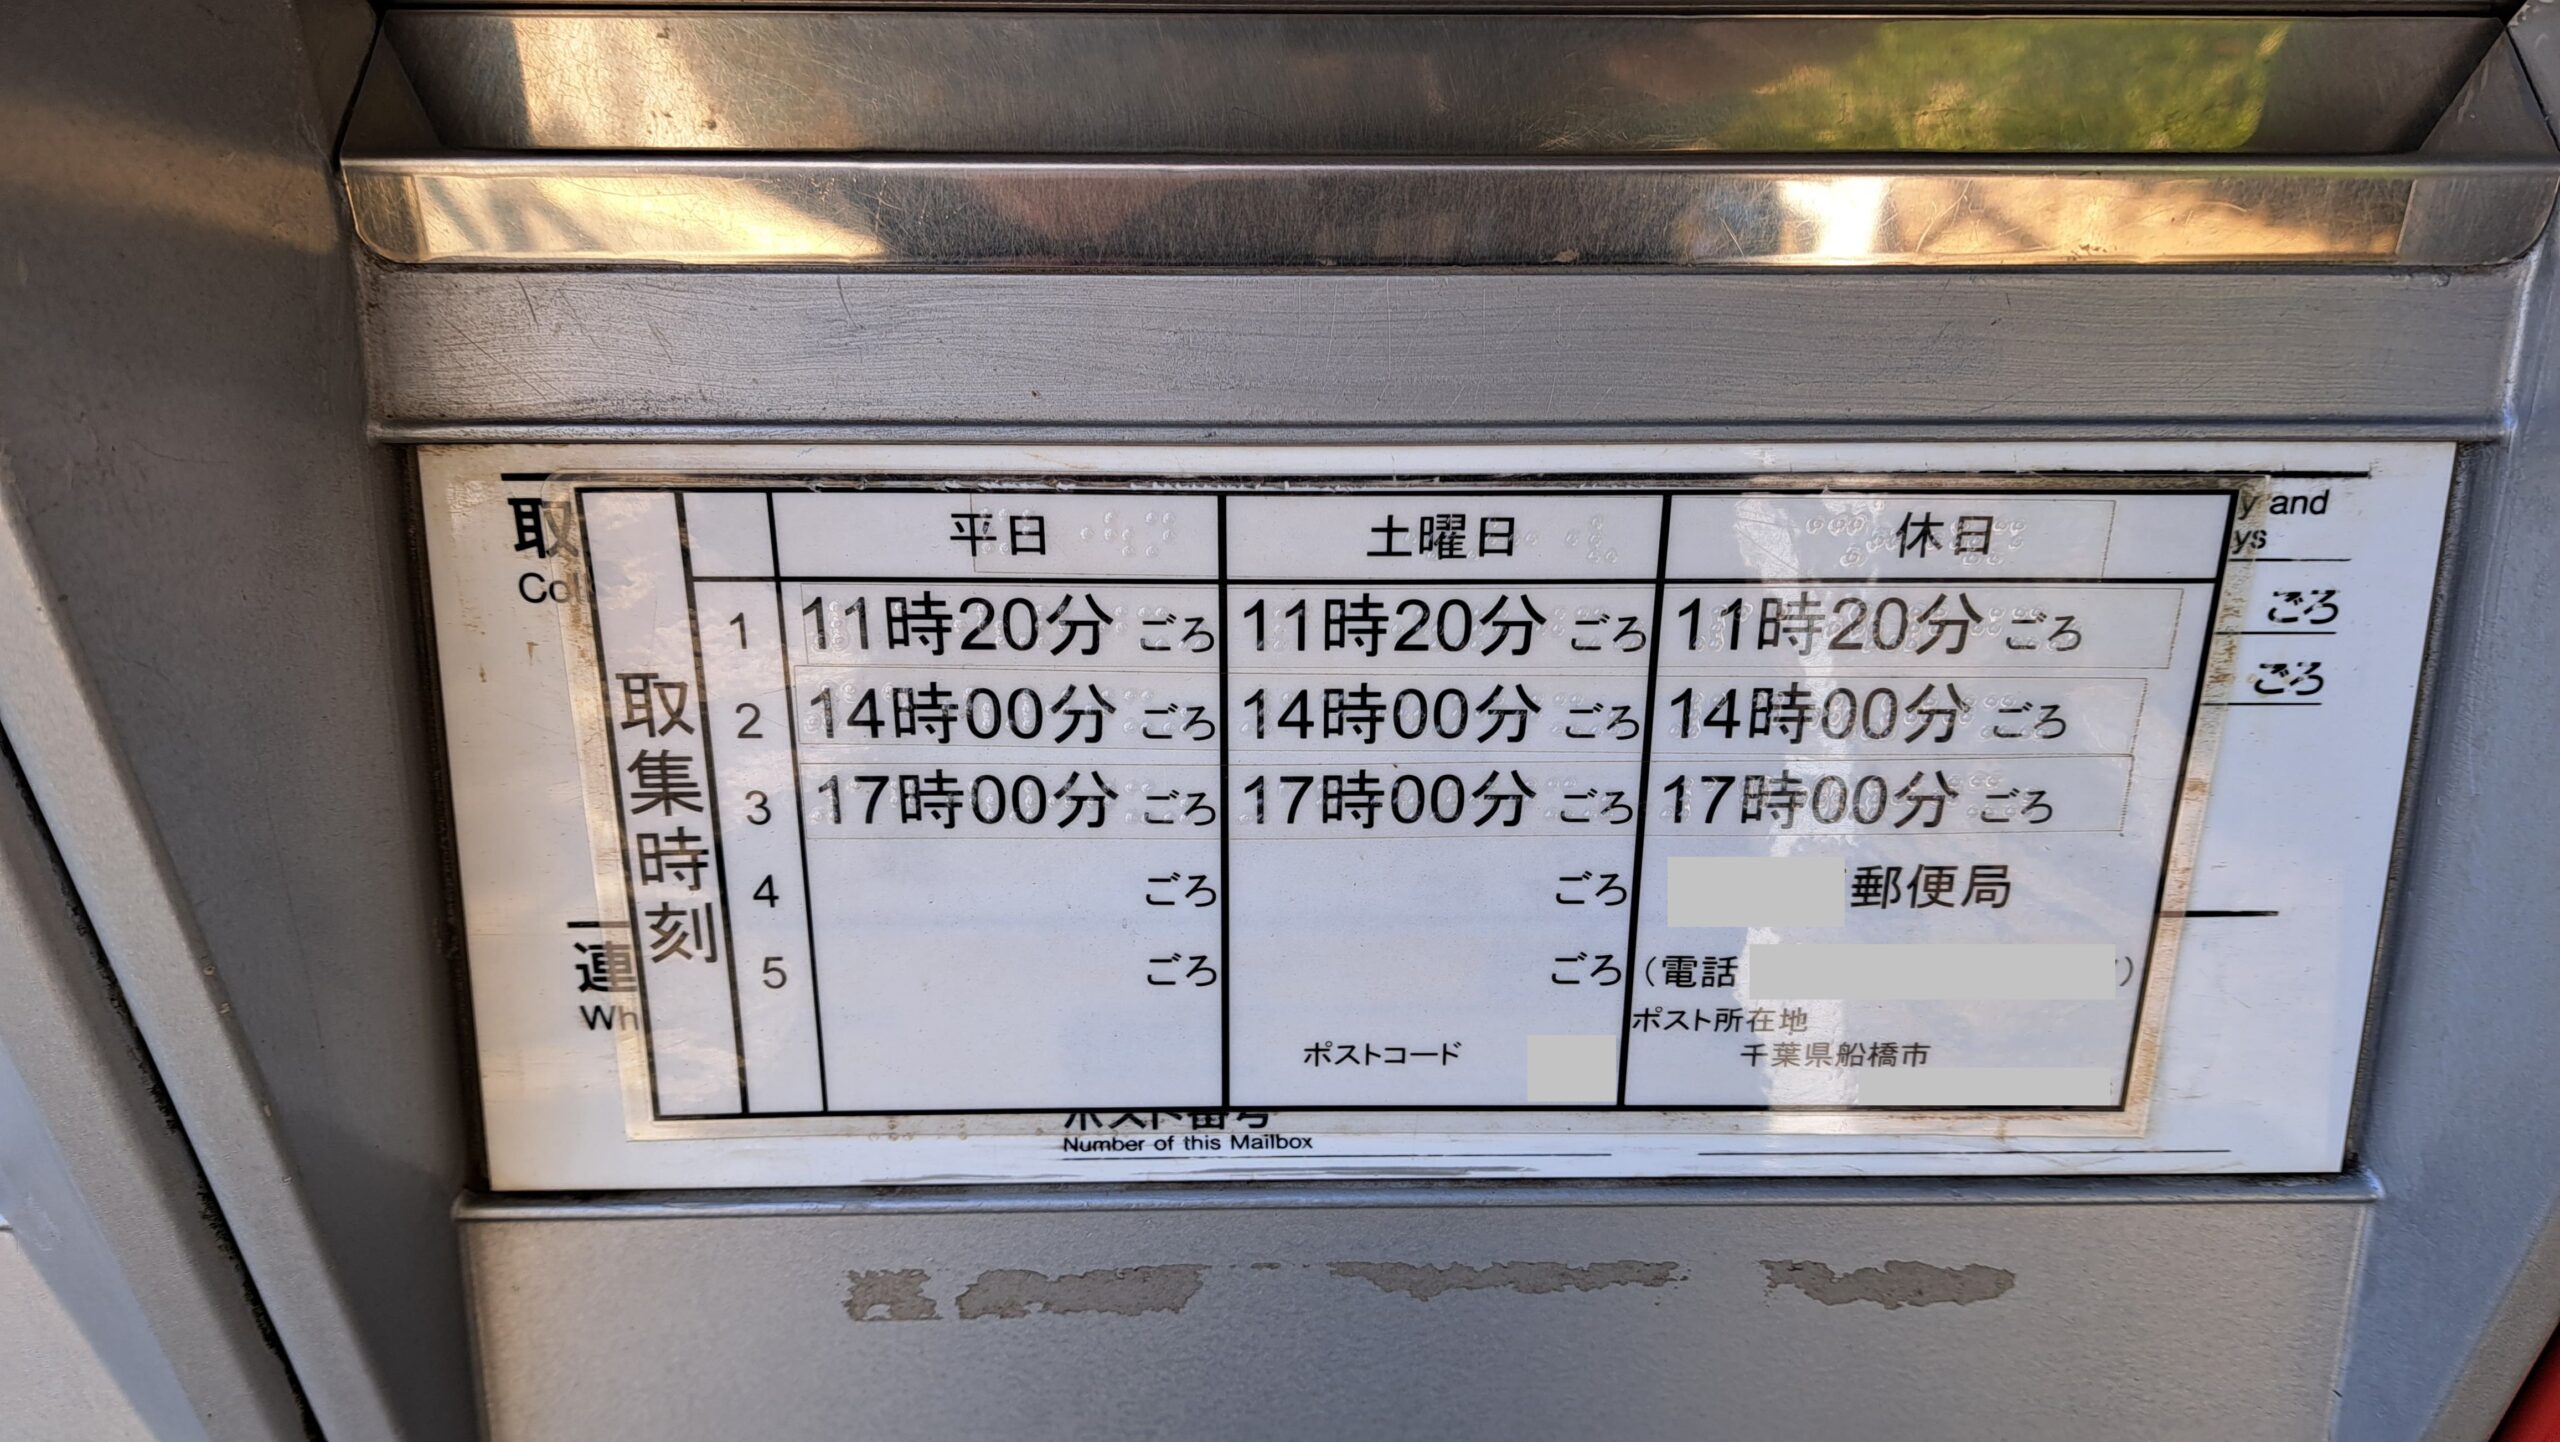 平日 土曜日 休日
取集時刻
1 11時20分ごろ 11時20分ごろ 11時20分ごろ
2 14時00分ごろ 14時00分ごろ 14時00分ごろ
3 17時00分ごろ 17時00分ごろ 17時00分ごろ
4 ごろ ごろ 郵便局
5 ごろ ごろ (電話 )
ポスト所在地
ポストコード 千葉県船橋市
取
and
ごろ
ごろ
連
ポスト番号
Number of this Mailbox